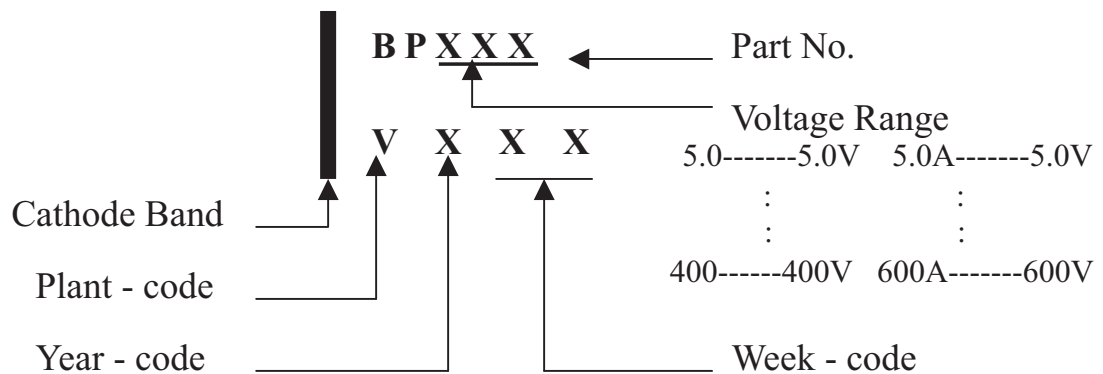 B P X X X
Part No.
Voltage Range
V X X X
5.0-------5.0V 5.0A-------5.0V
: :
: :
400------400V 600A-------600V
Cathode Band
Plant - code
Year - code
Week - code